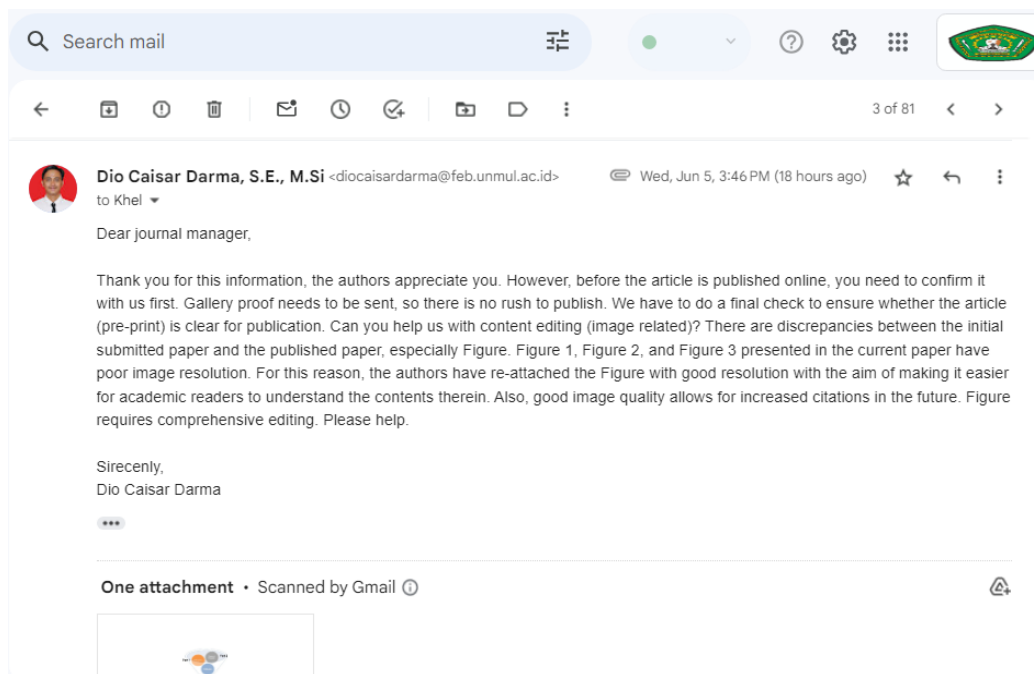 Search mail
3 of 81
Dio Caisar Darma, S.E., M.Si <diocaisardarma@feb.unmul.ac.id>
Wed, Jun 5, 3:46 PM (18 hours ago)
to Khel
Dear journal manager,
Thank you for this information, the authors appreciate you. However, before the article is published online, you need to confirm it
with us first. Gallery proof needs to be sent, so there is no rush to publish. We have to do a final check to ensure whether the article
(pre-print) is clear for publication. Can you help us with content editing (image related)? There are discrepancies between the initial
submitted paper and the published paper, especially Figure. Figure 1, Figure 2, and Figure 3 presented in the current paper have
poor image resolution. For this reason, the authors have re-attached the Figure with good resolution with the aim of making it easier
for academic readers to understand the contents therein. Also, good image quality allows for increased citations in the future. Figure
requires comprehensive editing. Please help.
Sirecenly,
Dio Caisar Darma
One attachment • Scanned by Gmail